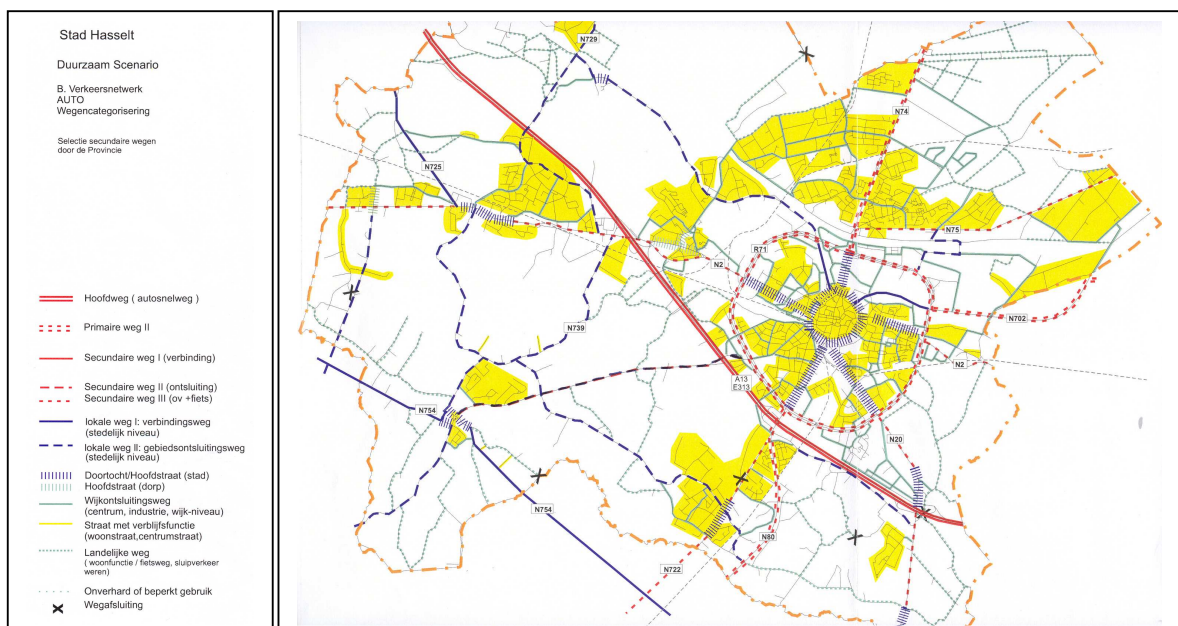 Stad Hasselt
Duurzaam Scenario
B. Verkeersnetwerk
AUTO
Wegencategorisering
Selectie secundaire wegen
door de Provincie
Hoofdweg ( autosnelweg )
Primaire weg II
Secundaire weg I (verbinding)
Secundaire weg II (ontsluiting)
Secundaire weg III (ov +fiets)
lokale weg I: verbindingsweg
(stedelijk niveau)
lokale weg II: gebiedsontsluitingsweg
(stedelijk niveau)
Doortocht/Hoofdstraat (stad)
Hoofdstraat (dorp)
Wijkontsluitingsweg
(centrum, industrie, wijk-niveau)
Straat met verblijfsfunctie
(woonstraat,centrumstraat)
Landelijke weg
( woonfunctie / fietsweg, sluipverkeer
weren)
Onverhard of beperkt gebruik
Wegafsluiting
N729
N74
N725
N75
R71
N2
N702
N739
N2
A13
E313
N754
N20
N754
N80
N722